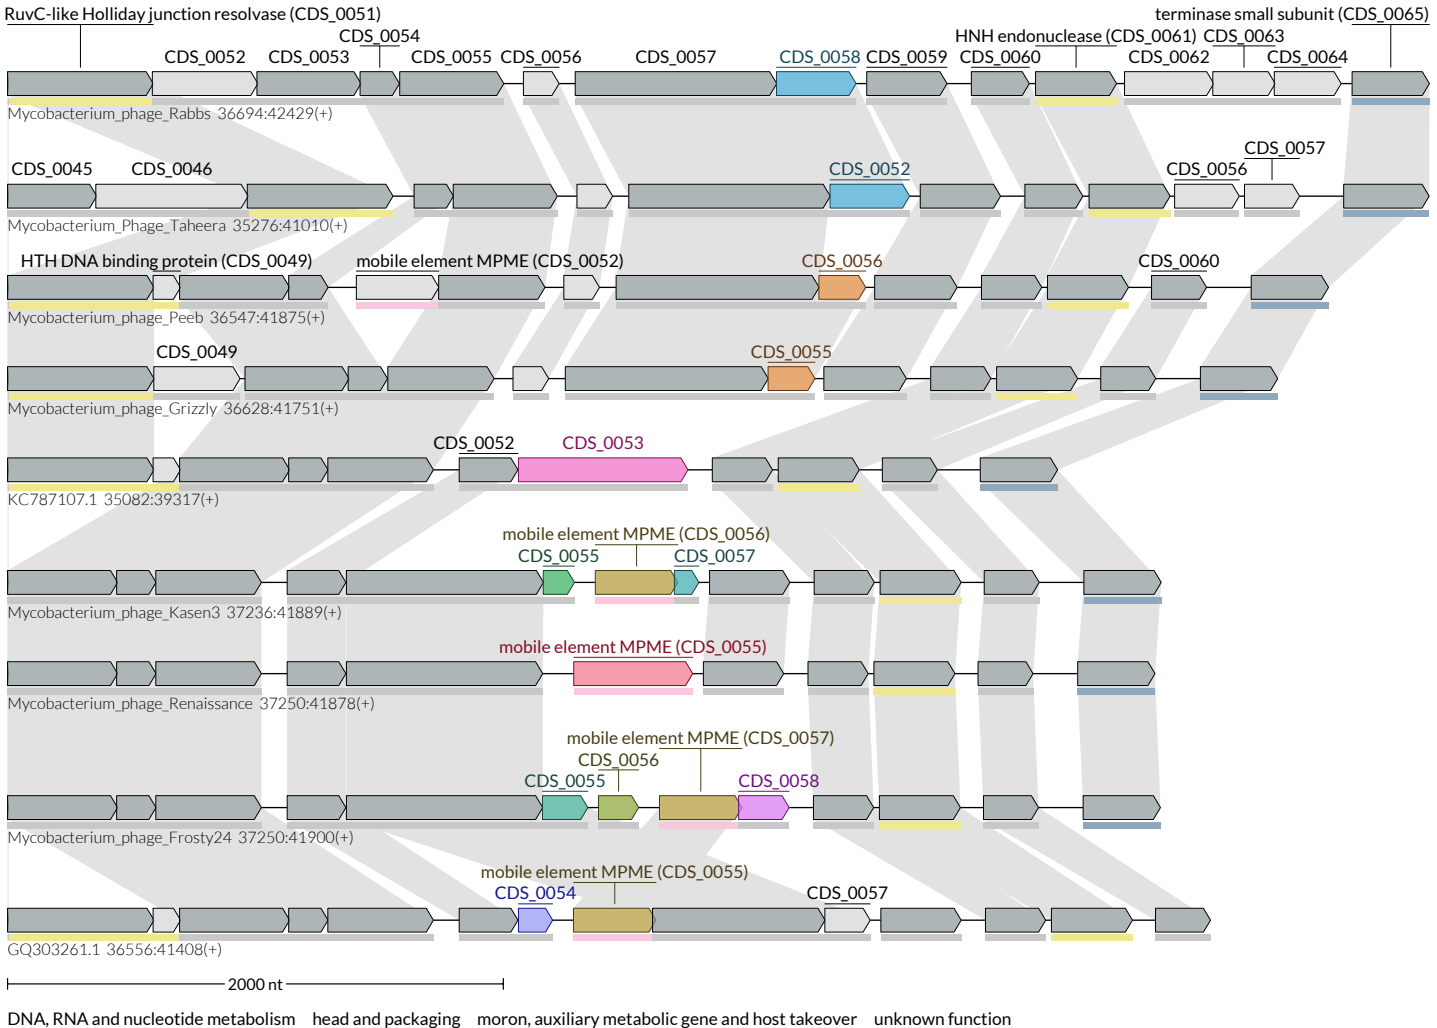 RuvC-like Holliday junction resolvase (CDS_0051)
terminase small subunit (CDS_0065)
CDS_0054
HNH endonuclease (CDS_0061)
CDS_0063
CDS_0052
CDS_0053
CDS_0055
CDS_0056
CDS_0057
CDS_0058
CDS_0059
CDS_0060
CDS_0062
CDS_0064
Mycobacterium_phage_Rabbs 36694:42429(+)
CDS_0057
CDS_0045
CDS_0046
CDS_0052
CDS_0056
Mycobacterium_Phage_Taheera 35276:41010(+)
HTH DNA binding protein (CDS_0049)
mobile element MPME (CDS_0052)
CDS_0056
CDS_0060
Mycobacterium_phage_Peeb 36547:41875(+)
CDS_0049
CDS_0055
Mycobacterium_phage_Grizzly 36628:41751(+)
CDS_0052
CDS_0053
KC787107.1 35082:39317(+)
mobile element MPME (CDS_0056)
CDS_0055
CDS_0057
Mycobacterium_phage_Kasen3 37236:41889(+)
mobile element MPME (CDS_0055)
Mycobacterium_phage_Renaissance 37250:41878(+)
mobile element MPME (CDS_0057)
CDS_0056
CDS_0055
CDS_0058
Mycobacterium_phage_Frosty24 37250:41900(+)
mobile element MPME (CDS_0055)
CDS_0054
CDS_0057
GQ303261.1 36556:41408(+)
2000 nt
DNA, RNA and nucleotide metabolism head and packaging moron, auxiliary metabolic gene and host takeover unknown function